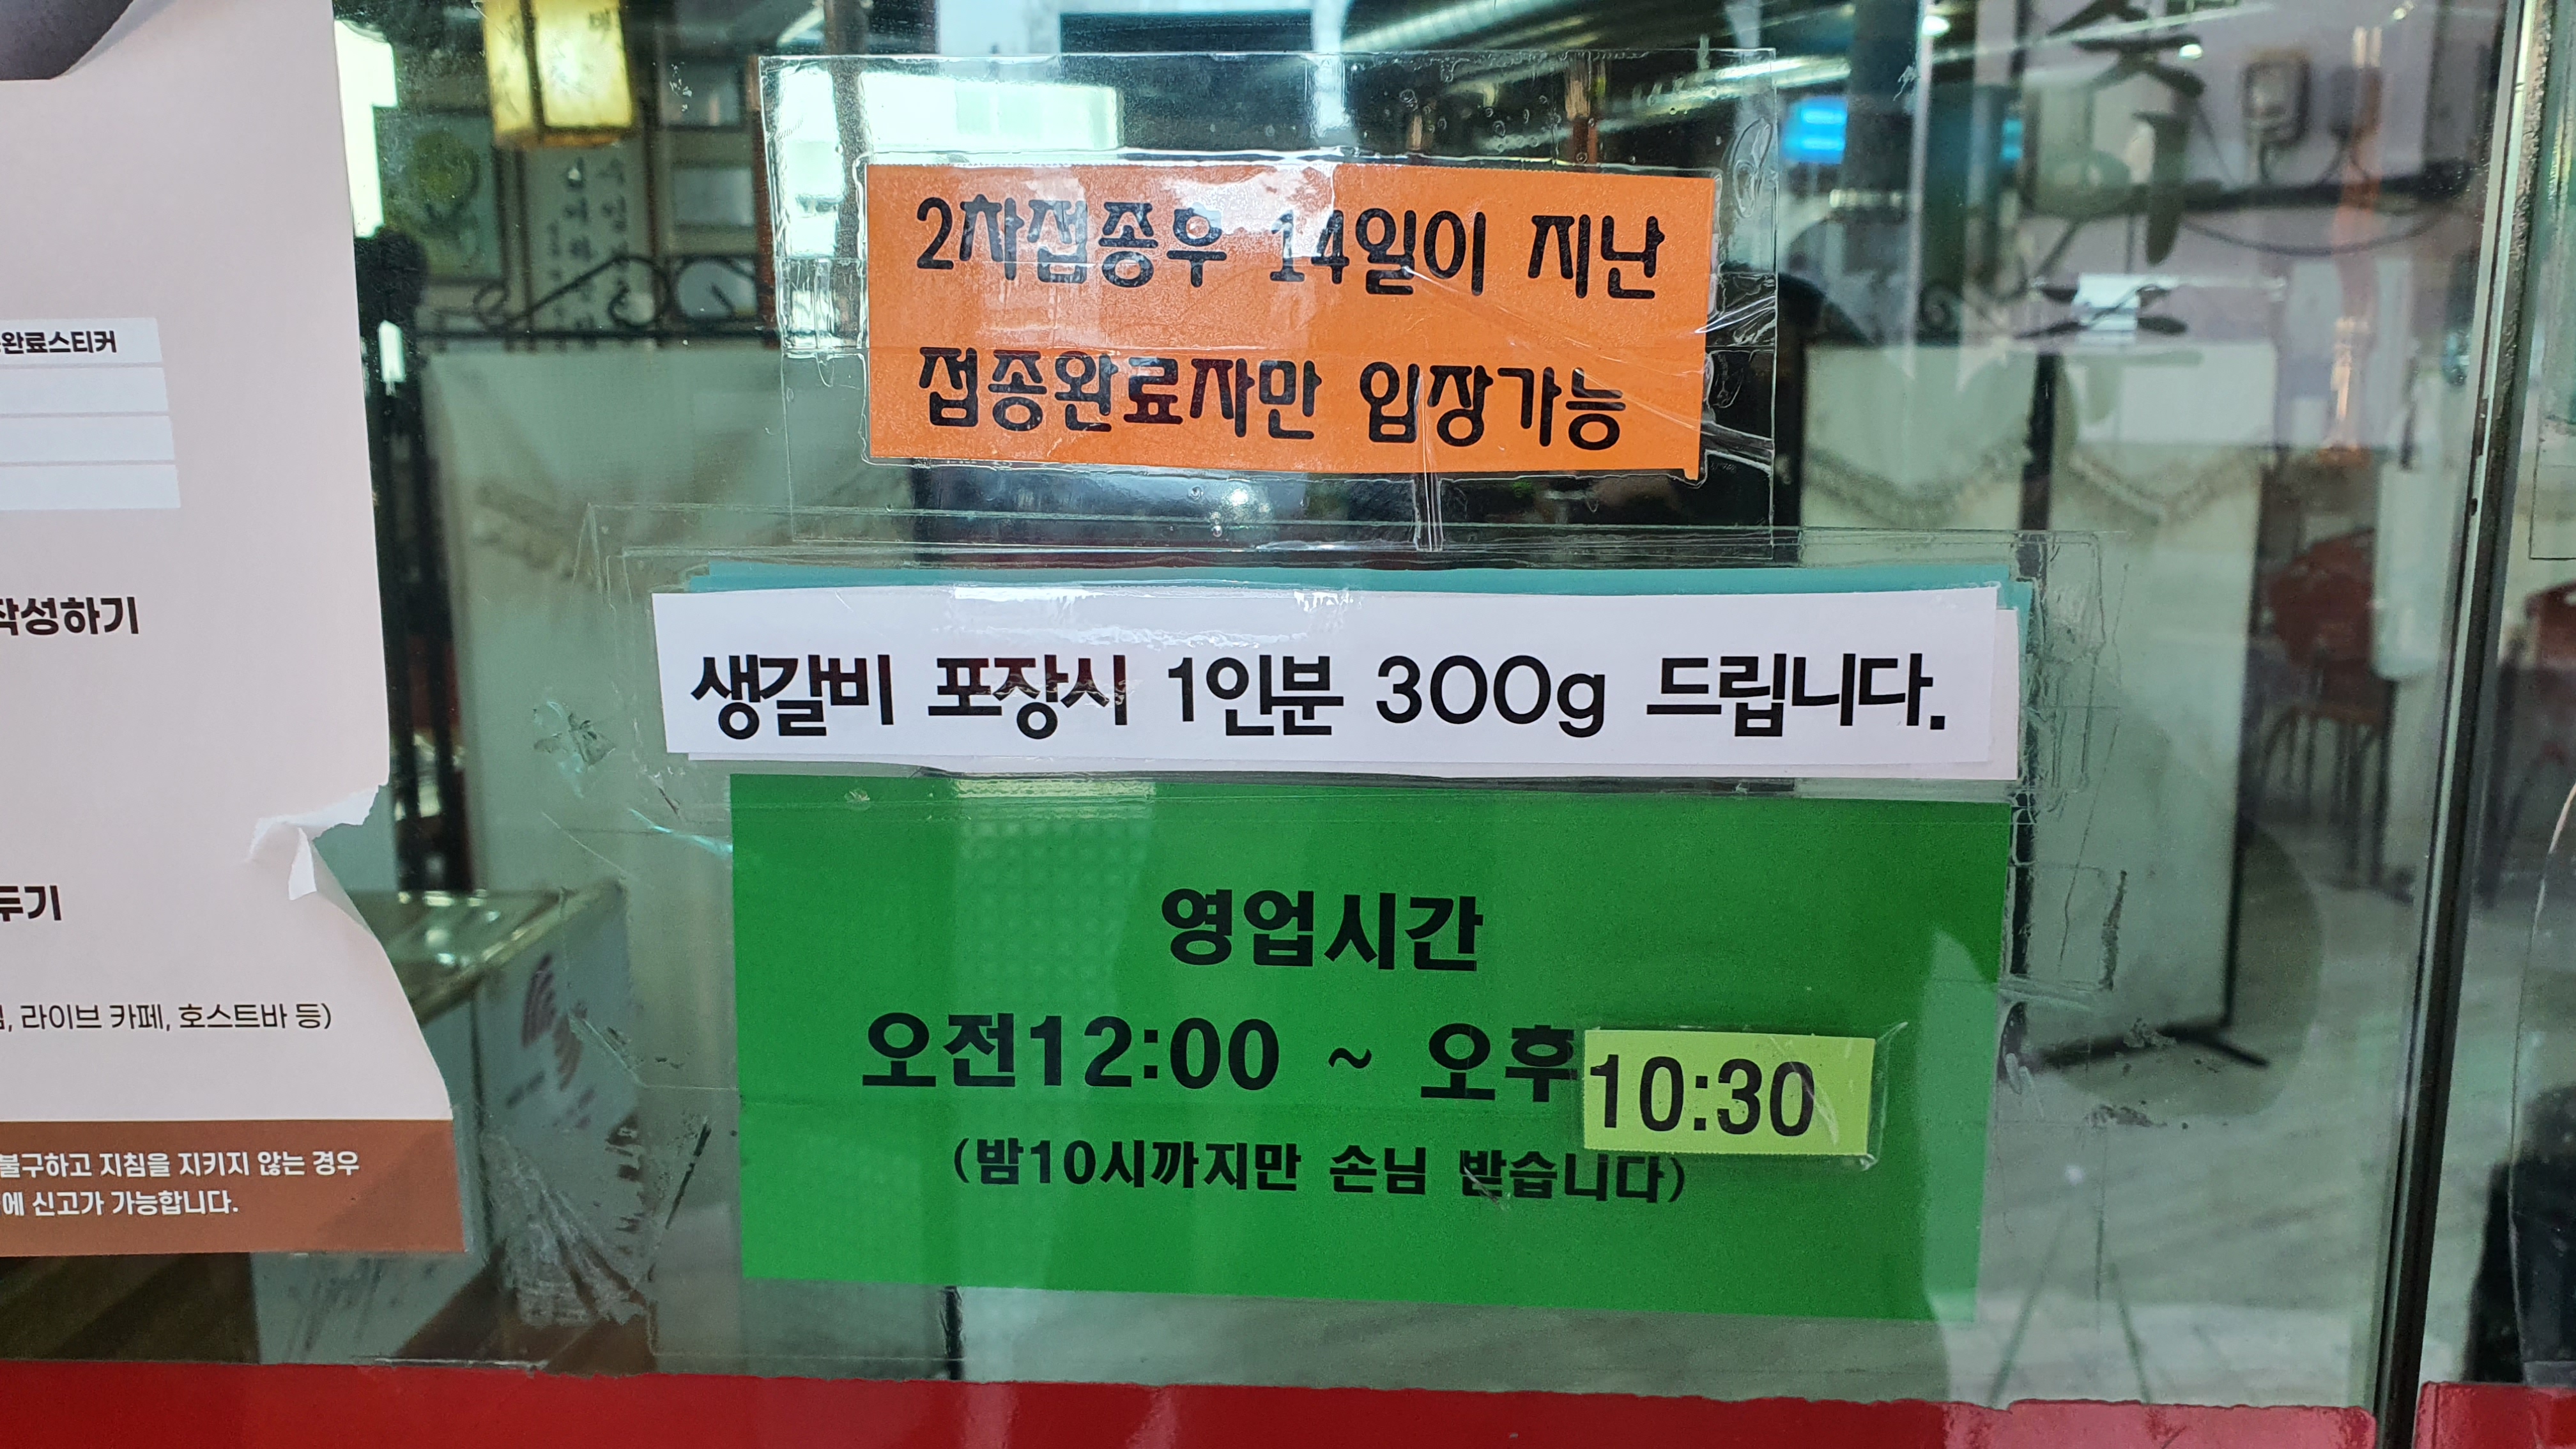 완료스티커
작성하기
두기
, 라이브 카페, 호스트바 등)
불구하고 지침을 지키지 않는 경우
에 신고가 가능합니다.
2차접종우 14일이 지난
접종완료자만 입장가능
생갈비 포장시 1인분 300g 드립니다.
영업시간
오전12:00 ~ 오후10:30
(밤10시까지만 손님 받습니다)